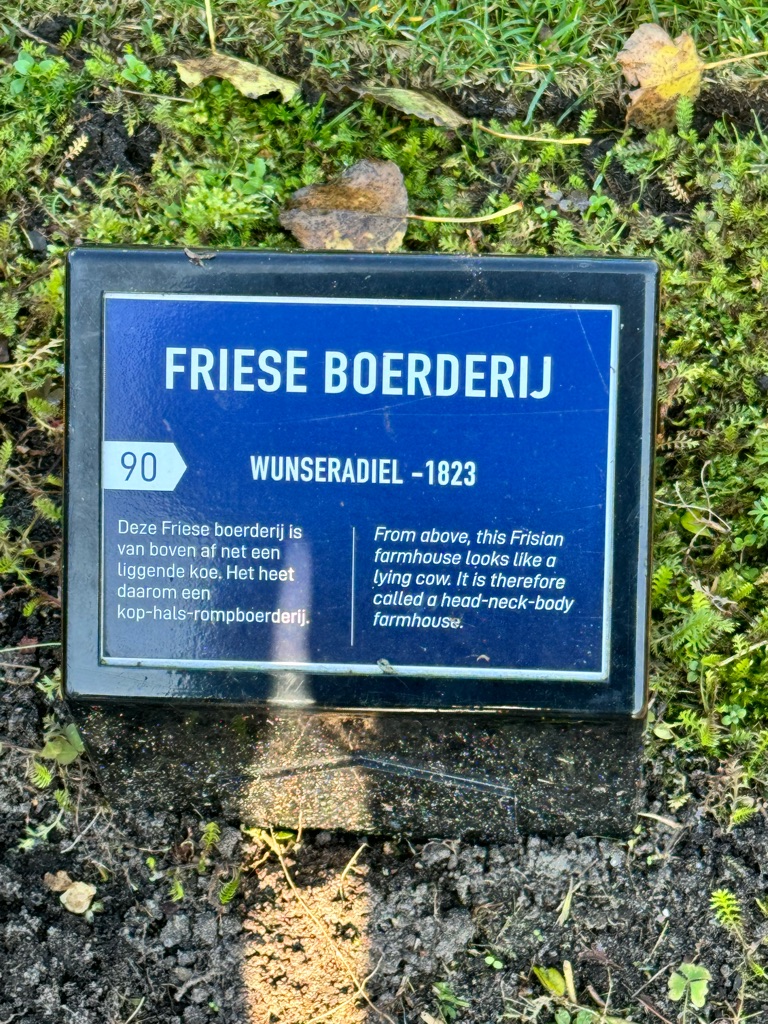 FRIESE BOERDERIJ
90
WUNSERADIEL -1823
Deze Friese boerderij is
van boven af net een
liggende koe. Het heet
daarom een
kop-hals-rompboerderij.
From above, this Frisian
farmhouse looks like a
lying cow. It is therefore
called a head-neck-body
farmhouse.